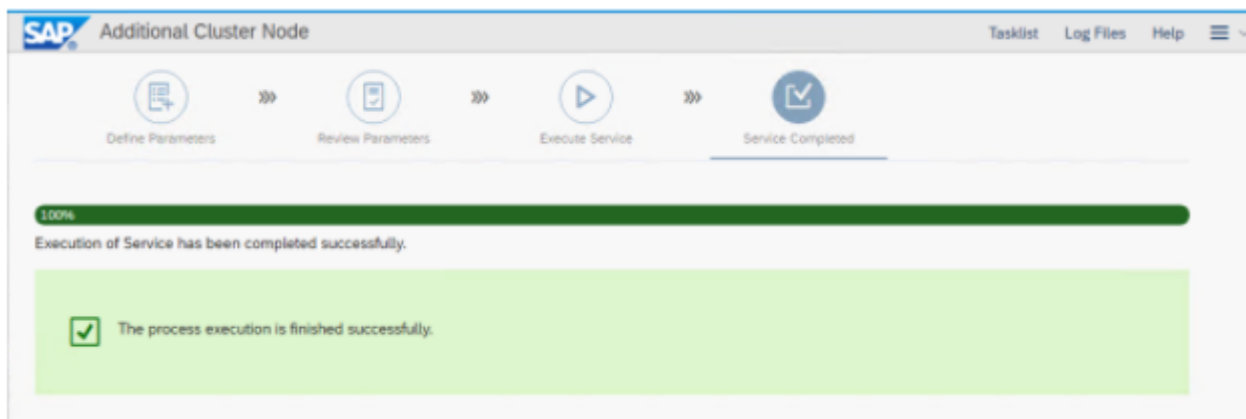 SAP Additional Cluster Node Tasklist Log Files Help
Define Parameters Review Parameters Execute Service Service Completed
100%
Execution of Service has been completed successfully.
The process execution is finished successfully.